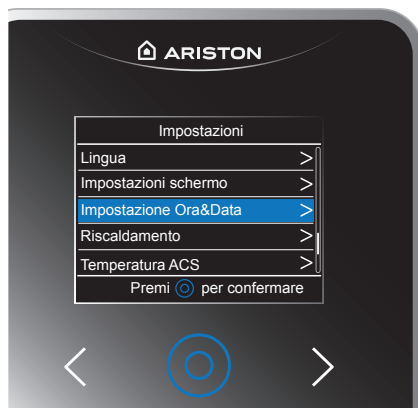 ARISTON
Impostazioni
Lingua >
Impostazioni schermo >
Impostazione Ora&Data >
Riscaldamento >
Temperatura ACS >
Premi per confermare